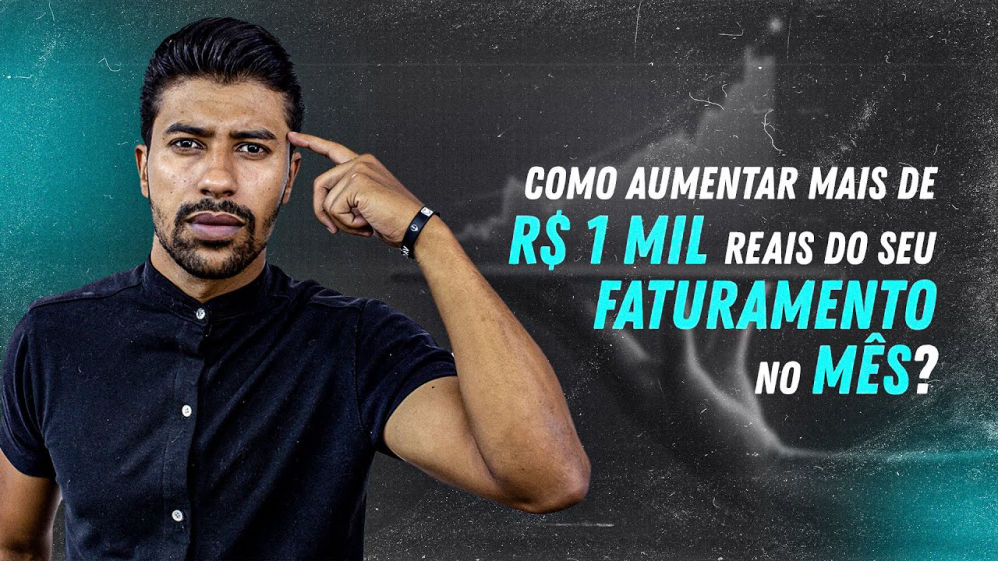 COMO AUMENTAR MAIS DE
R$ 1 MIL REAIS DO SEU
FATURAMENTO
NO MÊS?